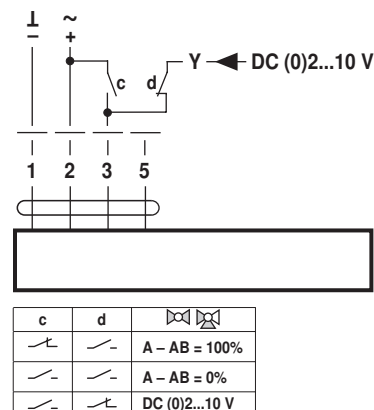 ⊥ ~
– +
c d Y DC (0)2...10 V
1 2 3 5
c d
A – AB = 100%
A – AB = 0%
DC (0)2...10 V